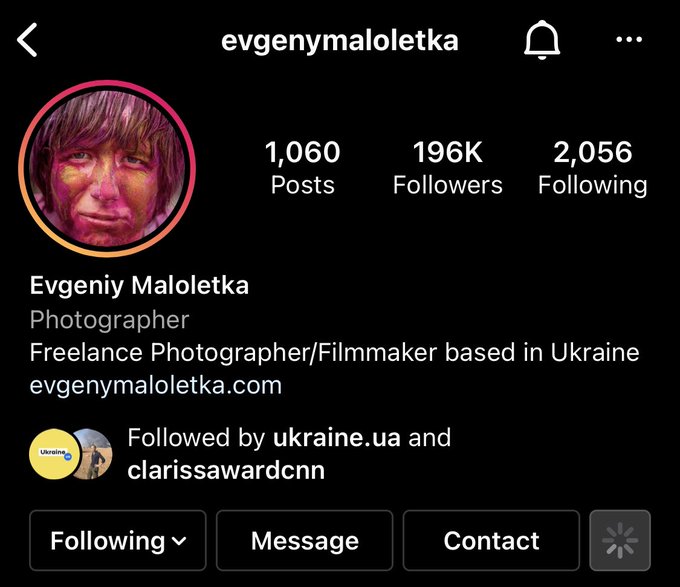 evgenymaloletka
1,060 196K 2,056
Posts Followers Following
Evgeniy Maloletka
Photographer
Freelance Photographer/Filmmaker based in Ukraine
evgenymaloletka.com
Ukraine
Followed by ukraine.ua and
clarissawardcnn
Following Message Contact